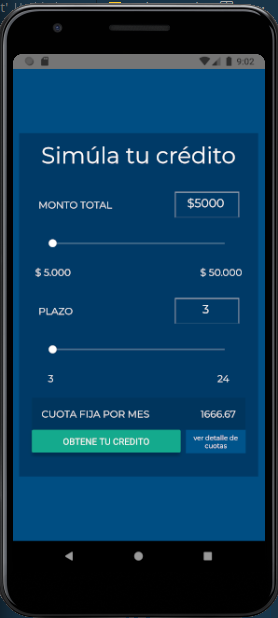 9:02
Simúla tu crédito
MONTO TOTAL
$5000
$ 5.000
$ 50.000
PLAZO
3
3
24
CUOTA FIJA POR MES
1666.67
OBTENE TU CREDITO
ver detalle de
cuotas